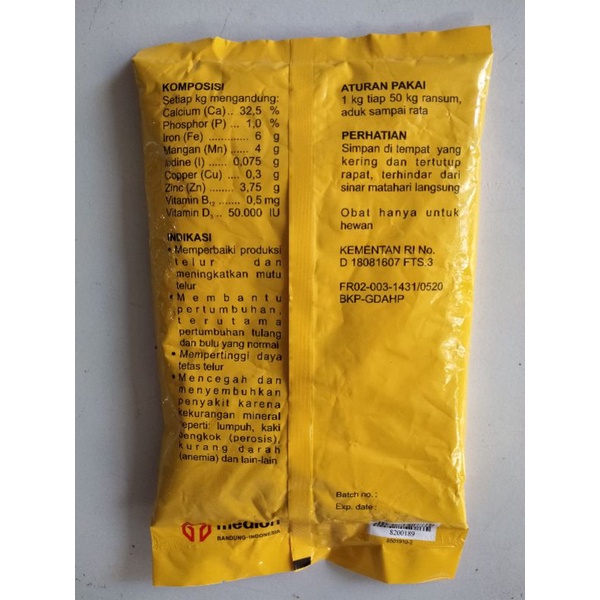 KOMPOSISI
Setiap kg mengandung:
Calcium (Ca).. 32,5 %
Phosphor (P) ... 1,0 %
Iron (Fe) ............. 6 g
Mangan (Mn) ...... 4 g
Iodine (I) ...... 0,075 g
Copper (Cu) .... 0,3 g
Zinc (Zn) ........ 3,75 g
Vitamin B₁₂ ....... 0,5 mg
Vitamin D₃ .. 50.000 IU
INDIKASI
• Memperbaiki produksi
telur dan
meningkatkan mutu
telur
• Membantu
pertumbuhan,
terutama
pertumbuhan tulang
dan bulu yang normal
• Mempertinggi daya
tetas telur
• Mencegah dan
menyembuhkan
penyakit karena
kekurangan mineral
seperti: lumpuh, kaki
bengkok (perosis),
kurang darah
(anemia) dan lain-lain
medion
BANDUNG-INDONESIA
ATURAN PAKAI
1 kg tiap 50 kg ransum,
aduk sampai rata
PERHATIAN
Simpan di tempat yang
kering dan tertutup
rapat, terhindar dari
sinar matahari langsung
Obat hanya untuk
hewan
KEMENTAN RI No.
D 18081607 FTS.3
FR02-003-1431/0520
BKP-GDAHP
Batch no.:
Exp. date:
8200189